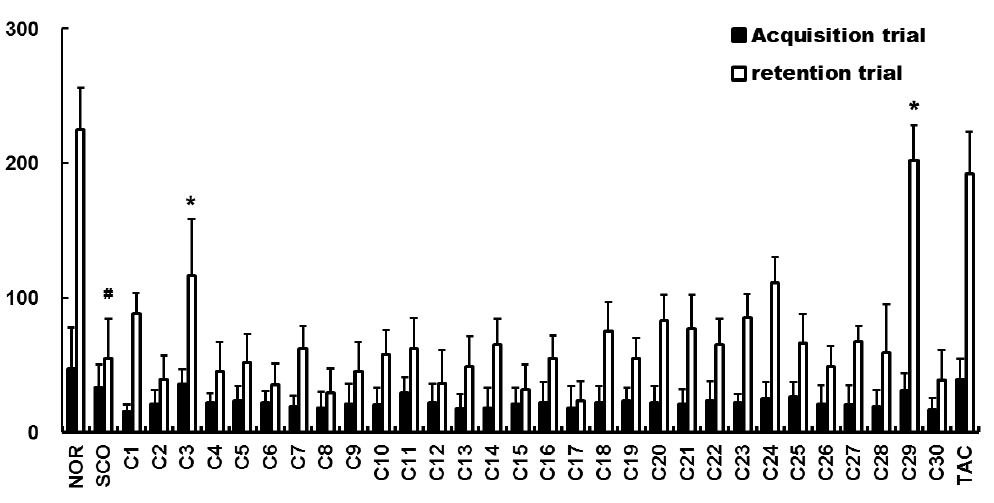 300
Acquisition trial
retention trial
*
200
*
#
100
0
NOR
SCO
C1
C2
C3
C4
C5
C6
C7
C8
C9
C10
C11
C12
C13
C14
C15
C16
C17
C18
C19
C20
C21
C22
C23
C24
C25
C26
C27
C28
C29
C30
TAC